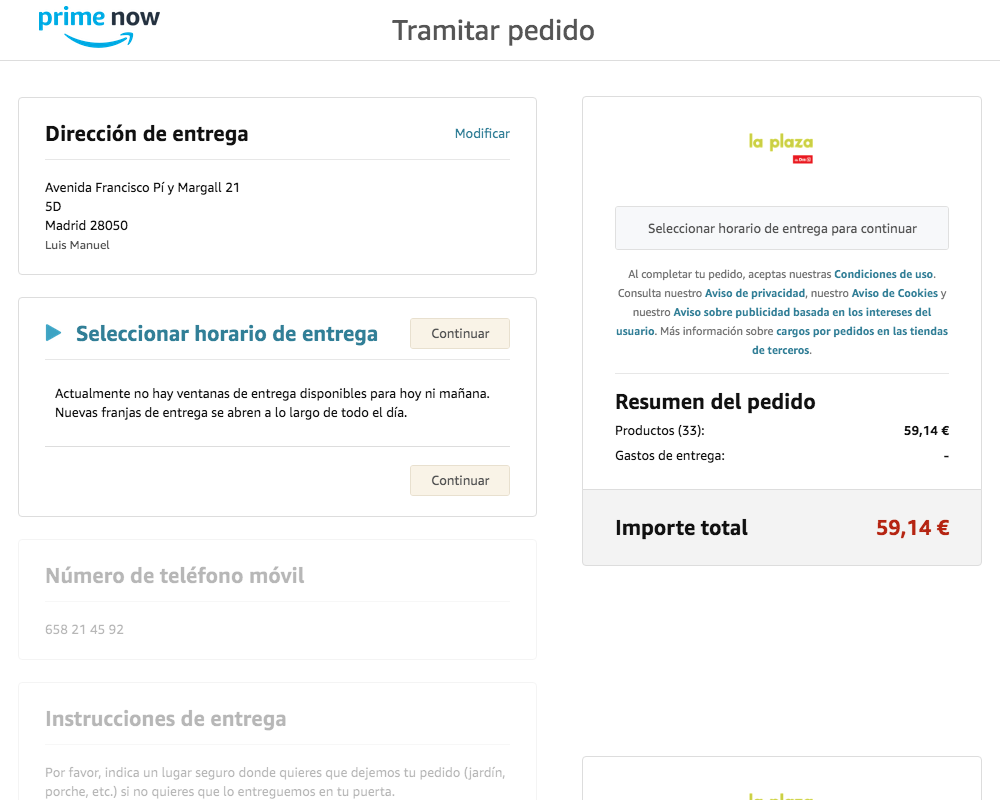 prime now
Tramitar pedido
Dirección de entrega
Modificar
Avenida Francisco Pí y Margall 21
5D
Madrid 28050
Luis Manuel
Seleccionar horario de entrega
Continuar
Actualmente no hay ventanas de entrega disponibles para hoy ni mañana.
Nuevas franjas de entrega se abren a lo largo de todo el día.
Continuar
Número de teléfono móvil
658 21 45 92
Instrucciones de entrega
Por favor, indica un lugar seguro donde quieres que dejemos tu pedido (jardín,
porche, etc.) si no quieres que lo entreguemos en tu puerta.
la plaza
Seleccionar horario de entrega para continuar
Al completar tu pedido, aceptas nuestras Condiciones de uso.
Consulta nuestro Aviso de privacidad, nuestro Aviso de Cookies y
nuestro Aviso sobre publicidad basada en los intereses del
usuario. Más información sobre cargos por pedidos en las tiendas
de terceros.
Resumen del pedido
Productos (33): 59,14 €
Gastos de entrega: -
Importe total 59,14 €
la plaza